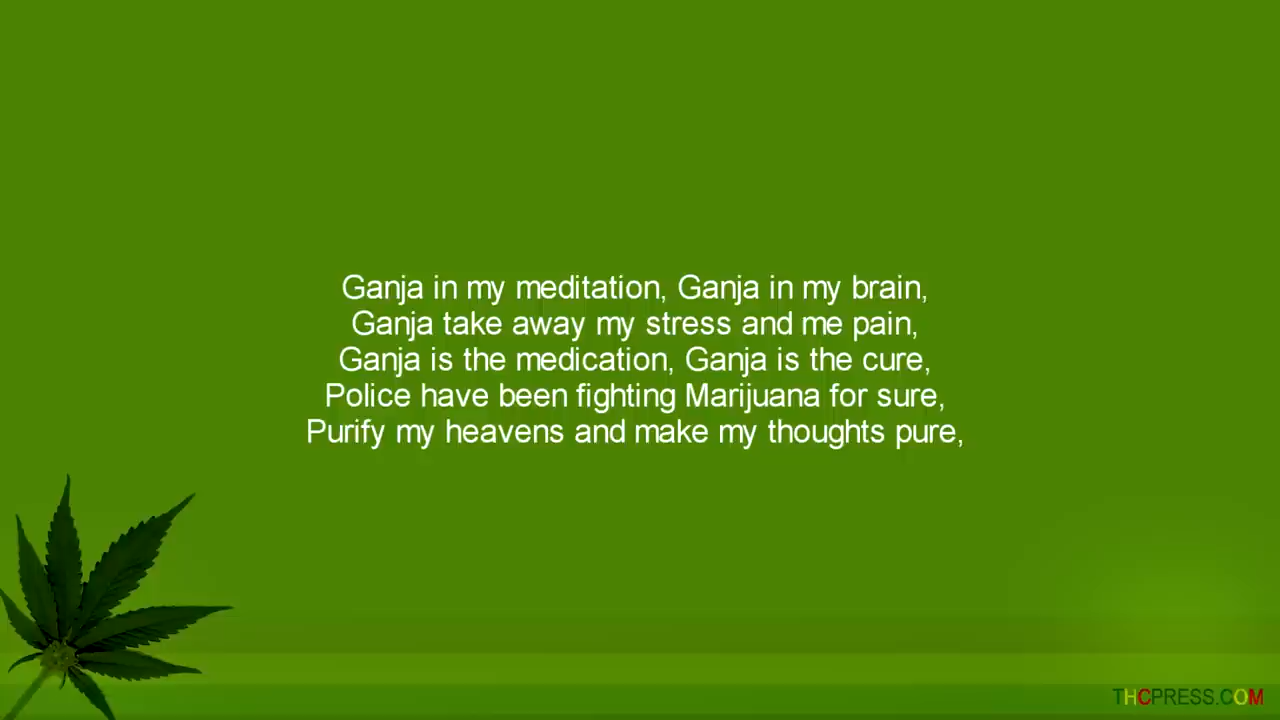 Ganja in my meditation, Ganja in my brain,
Ganja take away my stress and me pain,
Ganja is the medication, Ganja is the cure,
Police have been fighting Marijuana for sure,
Purify my heavens and make my thoughts pure,
THCPRESS.COM